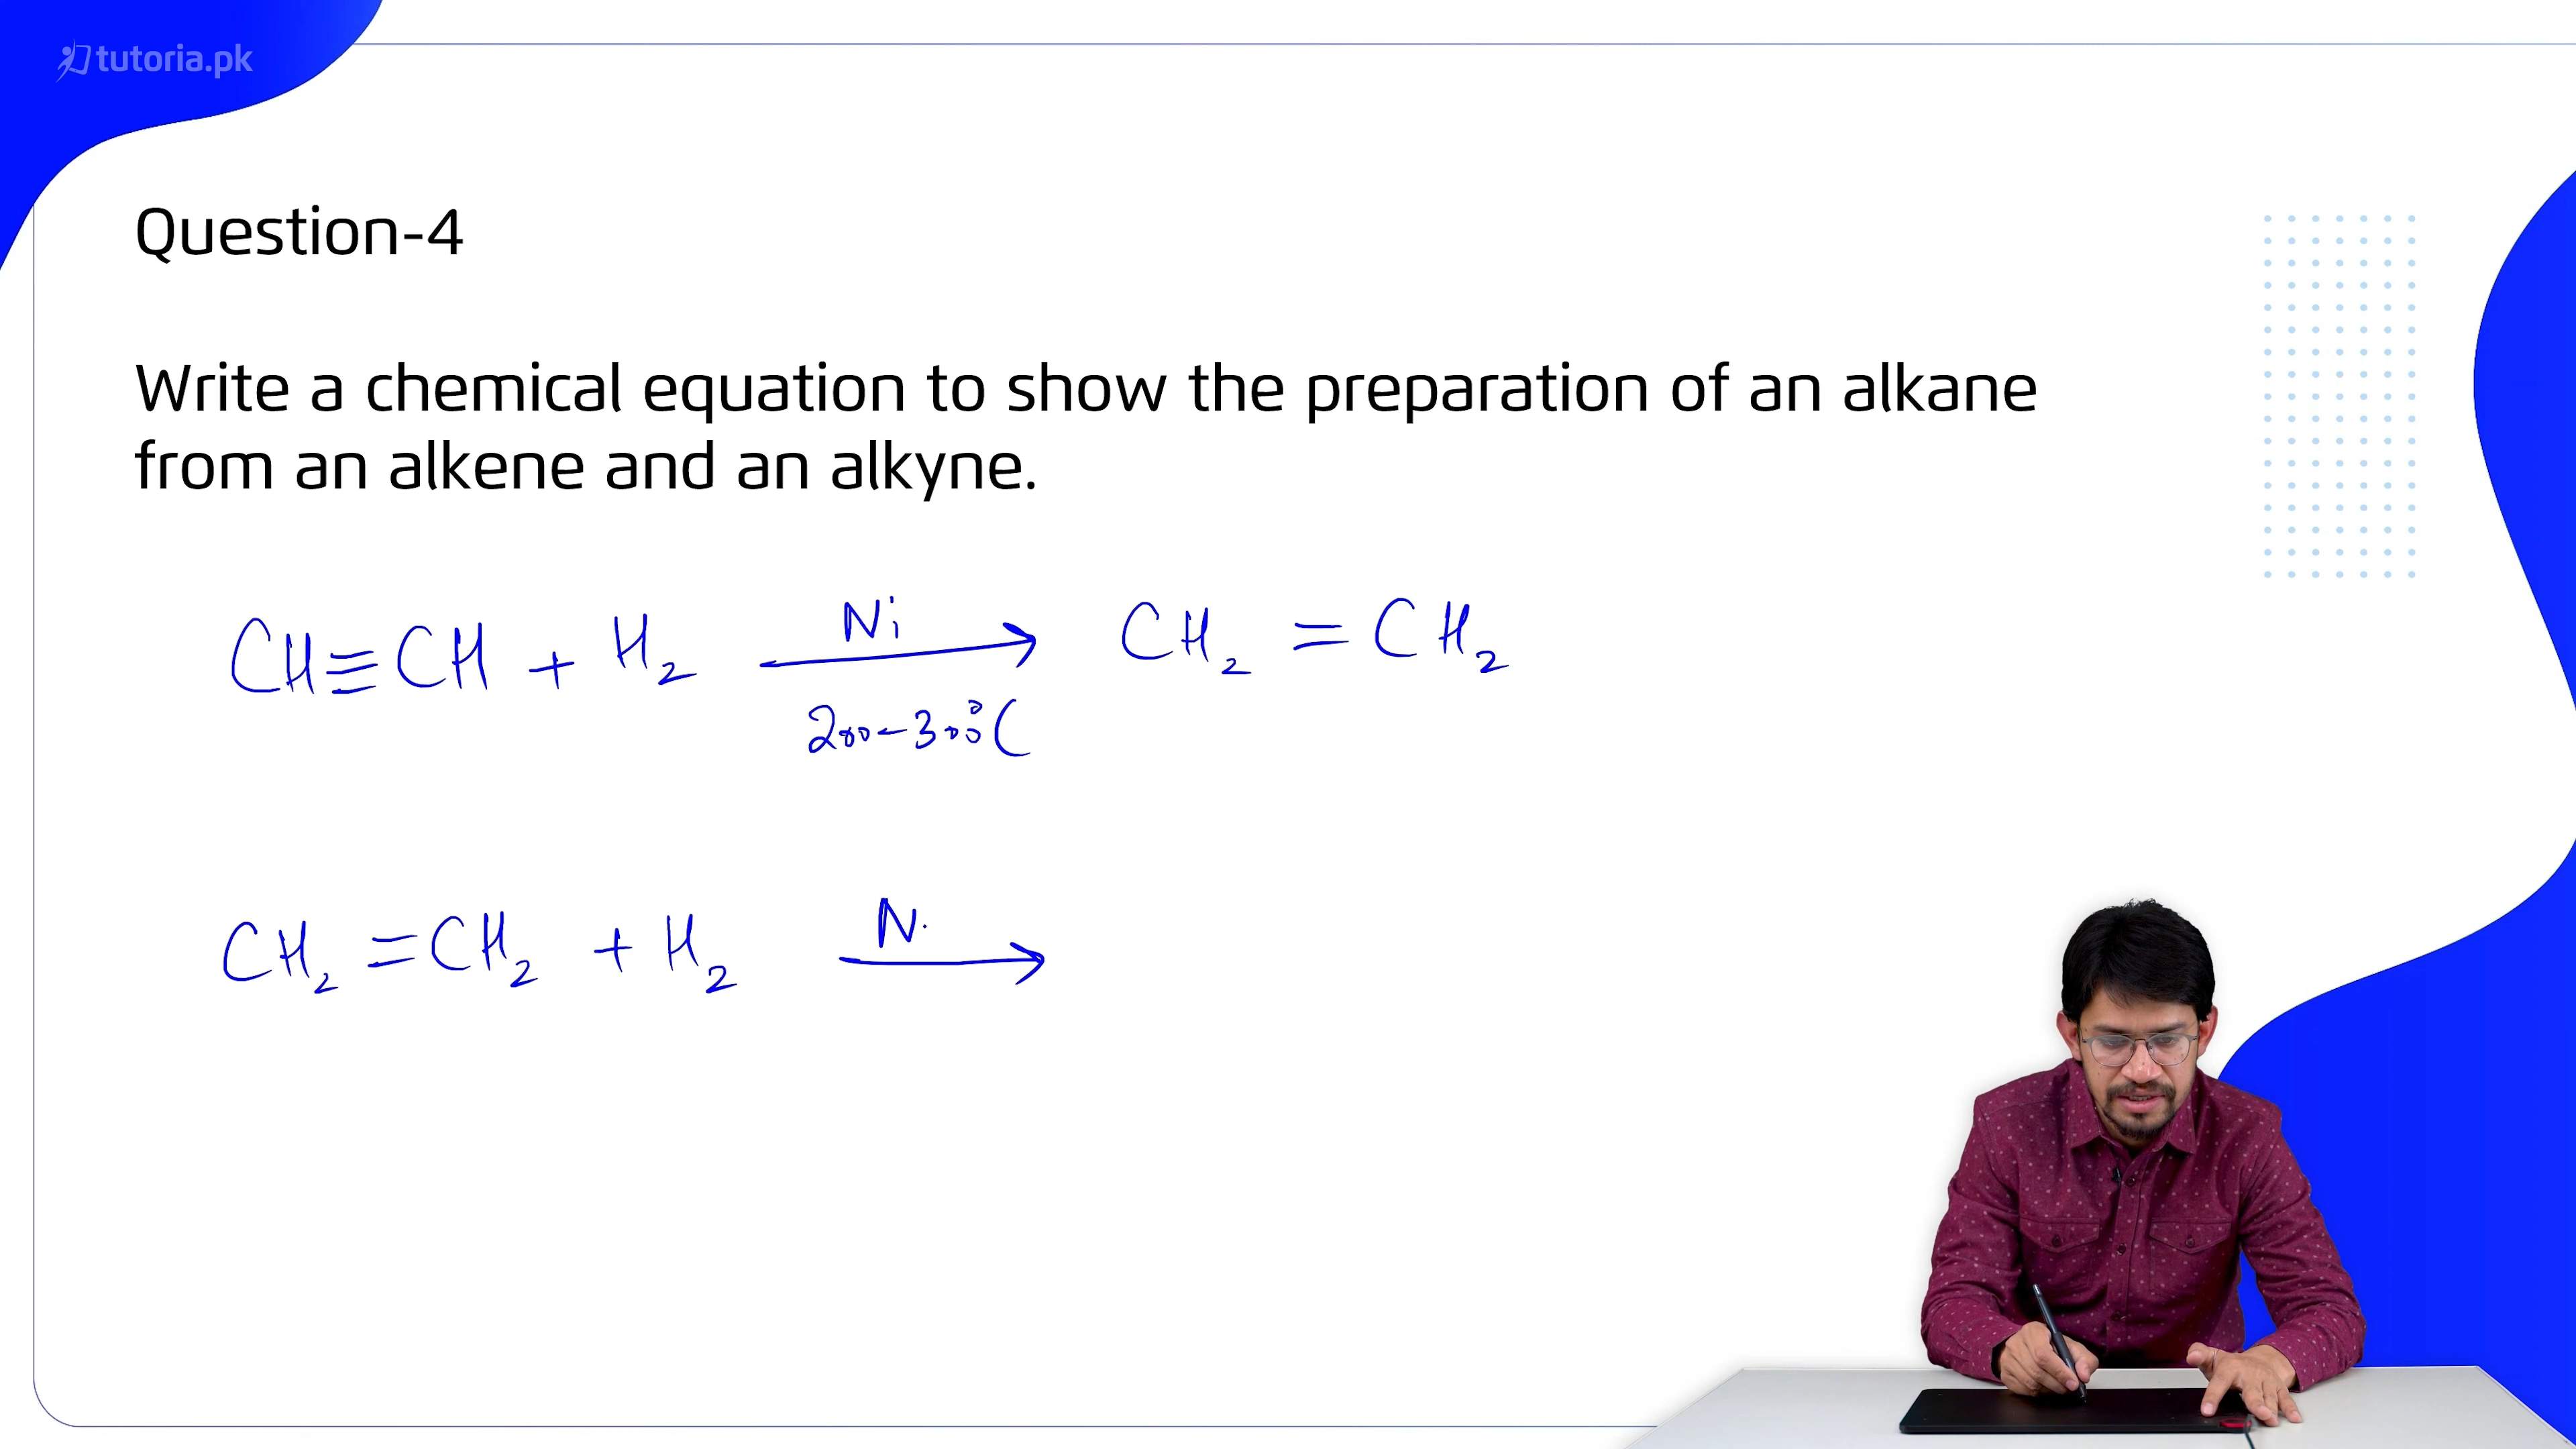 tutoria.pk
Question-4
Write a chemical equation to show the preparation of an alkane
from an alkene and an alkyne.
CH≡CH + H₂ —Ni→ CH₂ = CH₂
200-300°C
CH₂ = CH₂ + H₂ —N.→